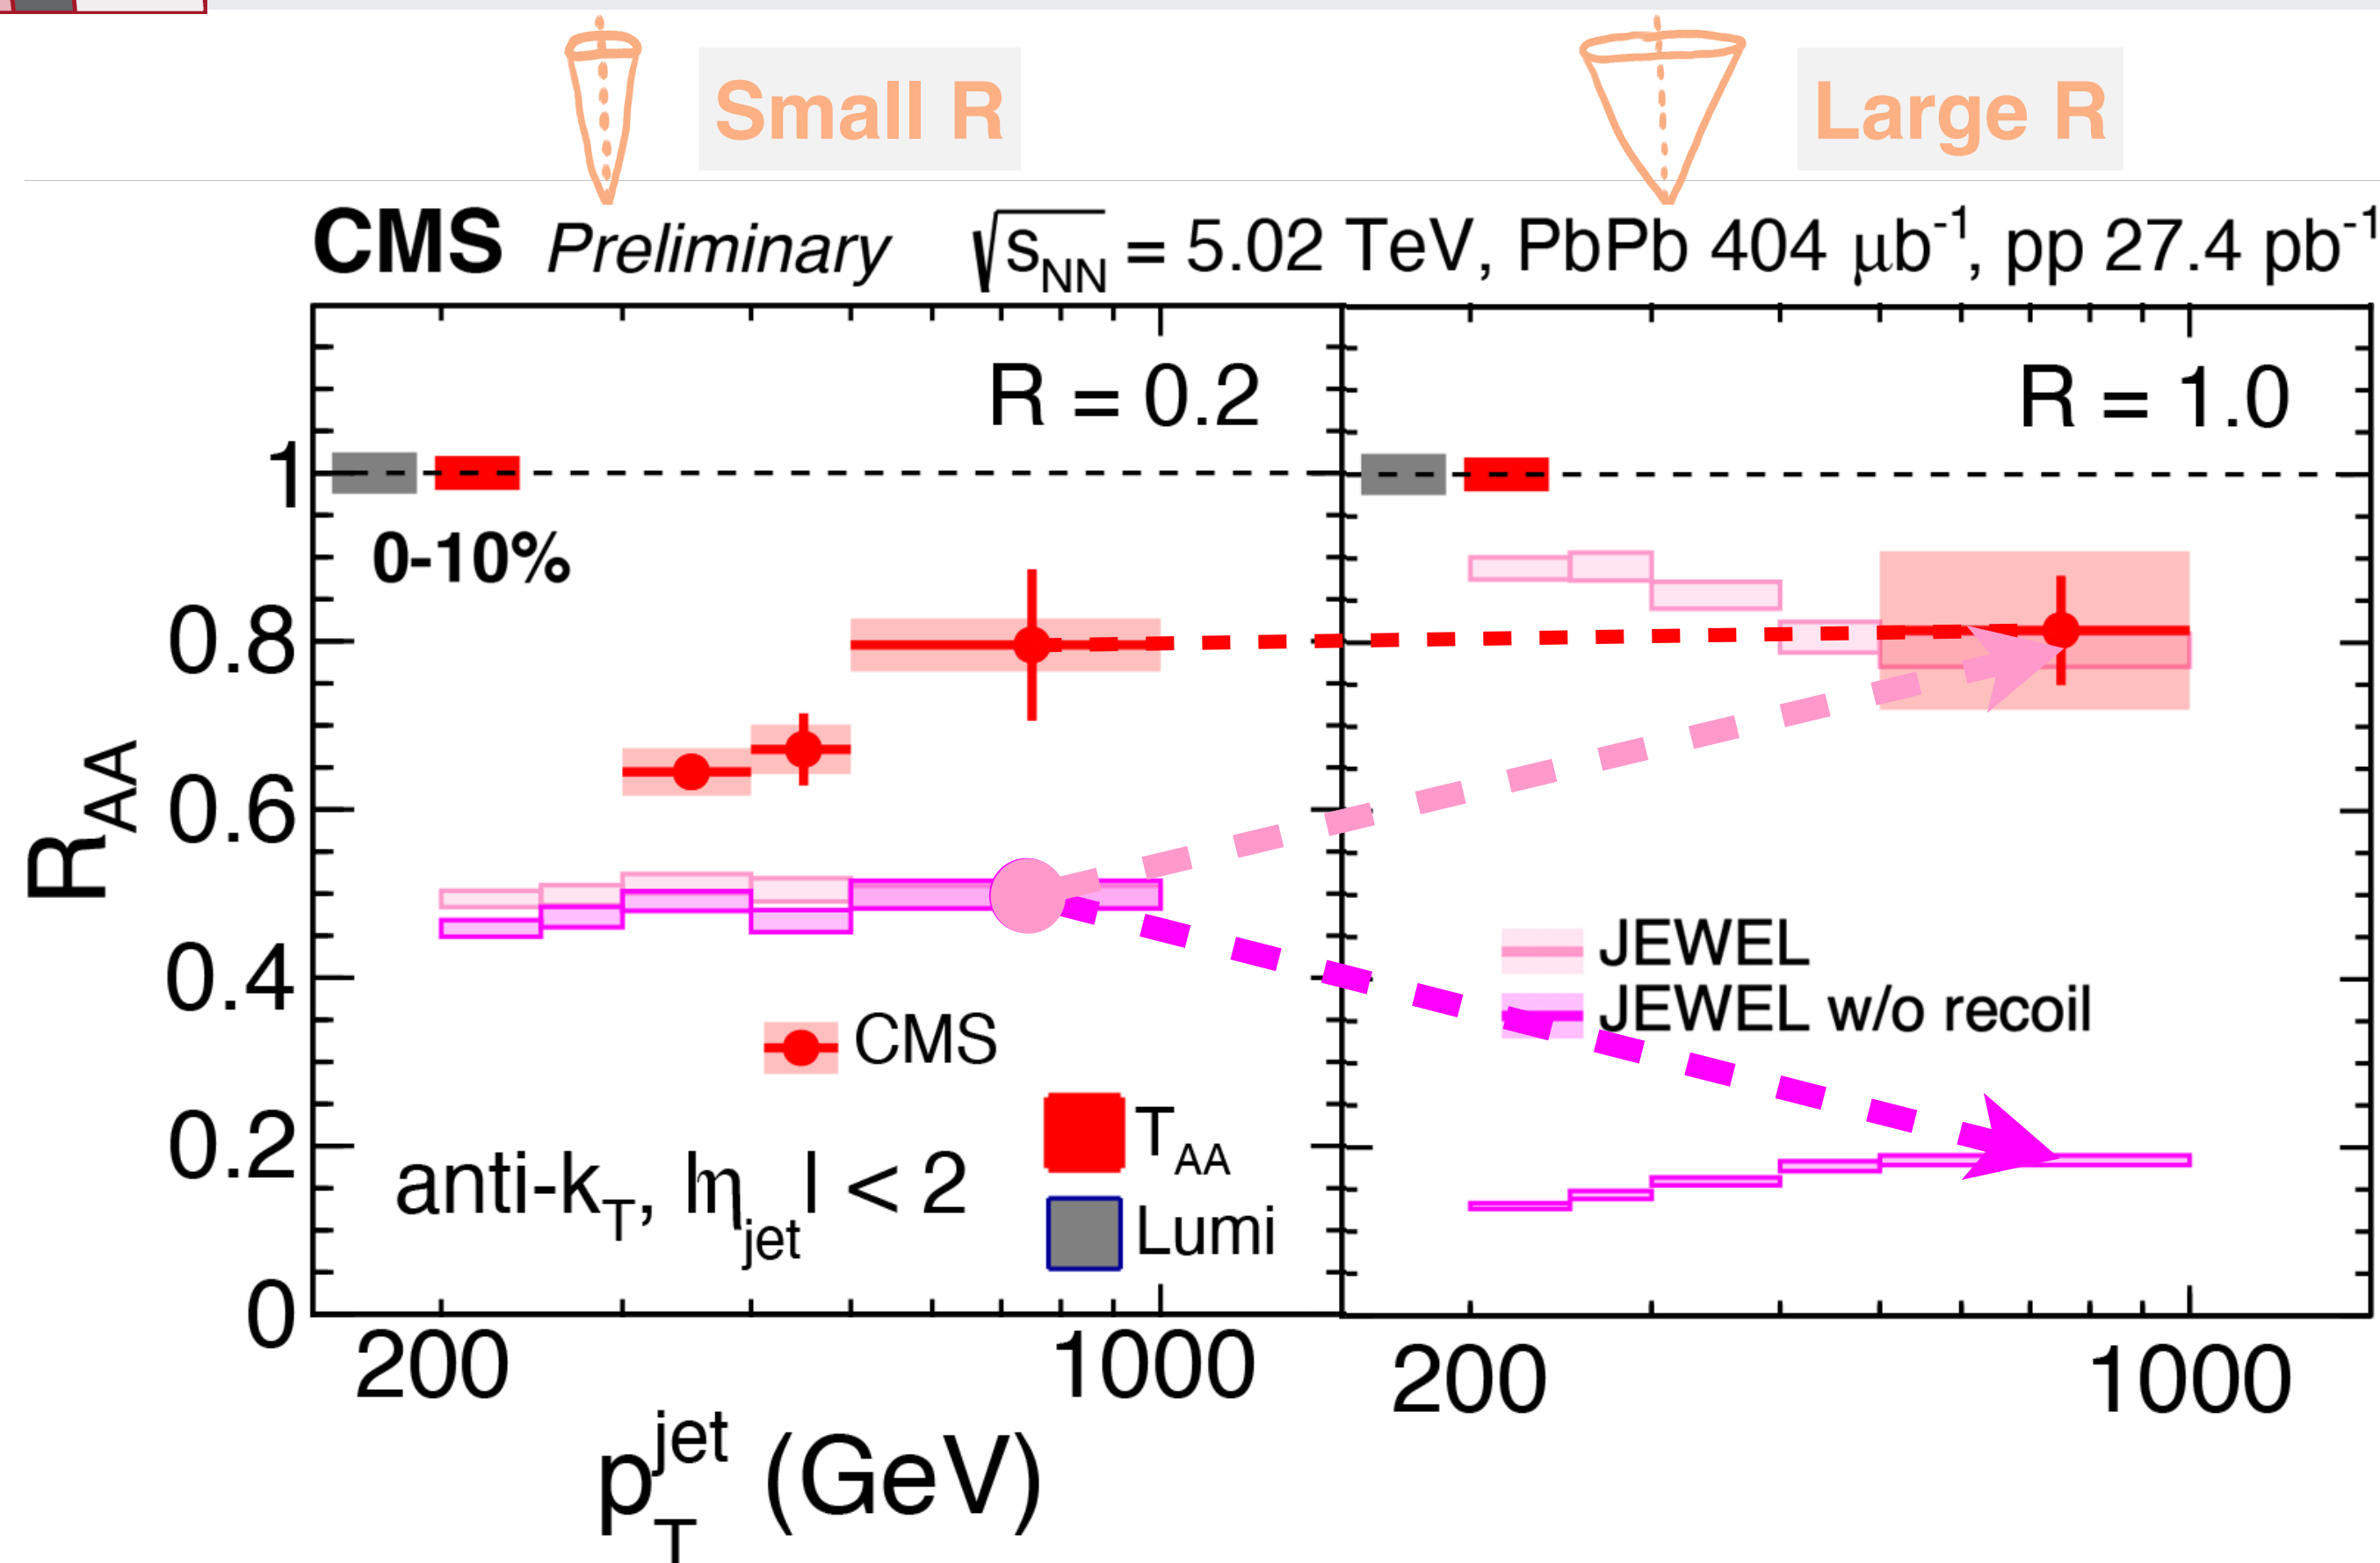 Small R
Large R
CMS Preliminary √sNN = 5.02 TeV, PbPb 404 μb-1, pp 27.4 pb-1
R = 0.2
R = 1.0
1
0-10%
0.8
0.6
0.4
0.2
0
RAA
JEWEL
JEWEL w/o recoil
CMS
TAA
Lumi
anti-kT, |ηjet| < 2
200
1000
200
1000
pTjet (GeV)